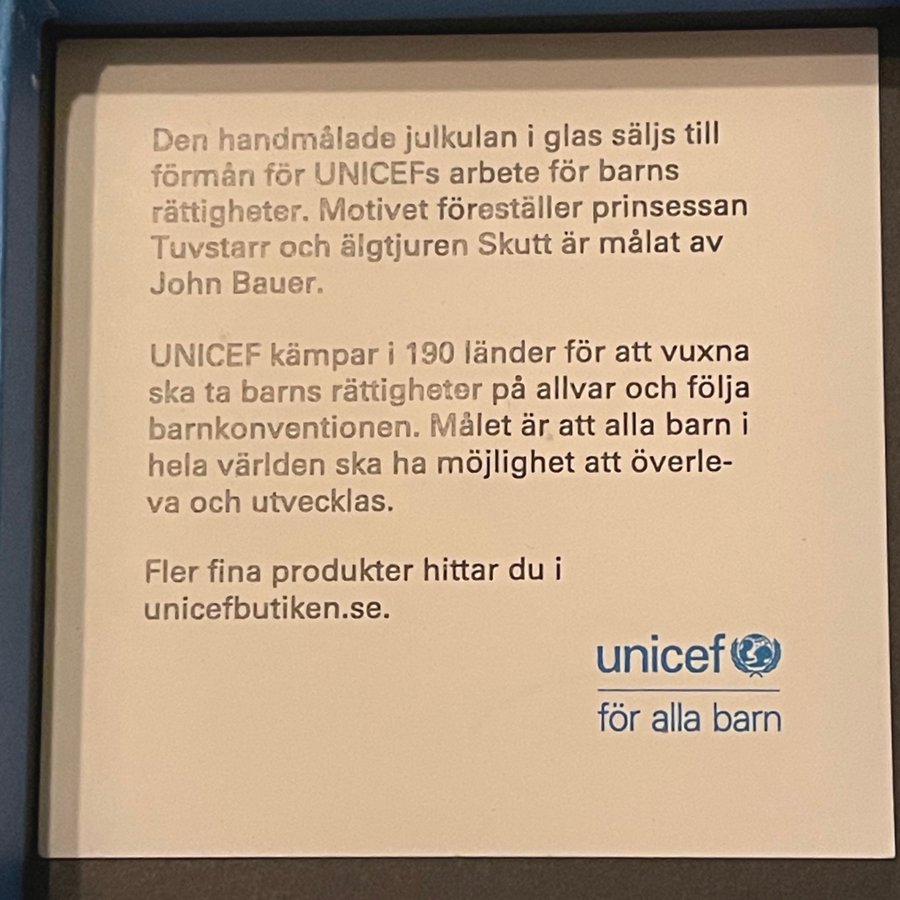 Den handmålade julkulan i glas säljs till
förmån för UNICEFs arbete för barns
rättigheter. Motivet föreställer prinsessan
Tuvstarr och älgtjuren Skutt är målat av
John Bauer.
UNICEF kämpar i 190 länder för att vuxna
ska ta barns rättigheter på allvar och följa
barnkonventionen. Målet är att alla barn i
hela världen ska ha möjlighet att överle-
va och utvecklas.
Fler fina produkter hittar du i
unicefbutiken.se.
unicef
för alla barn